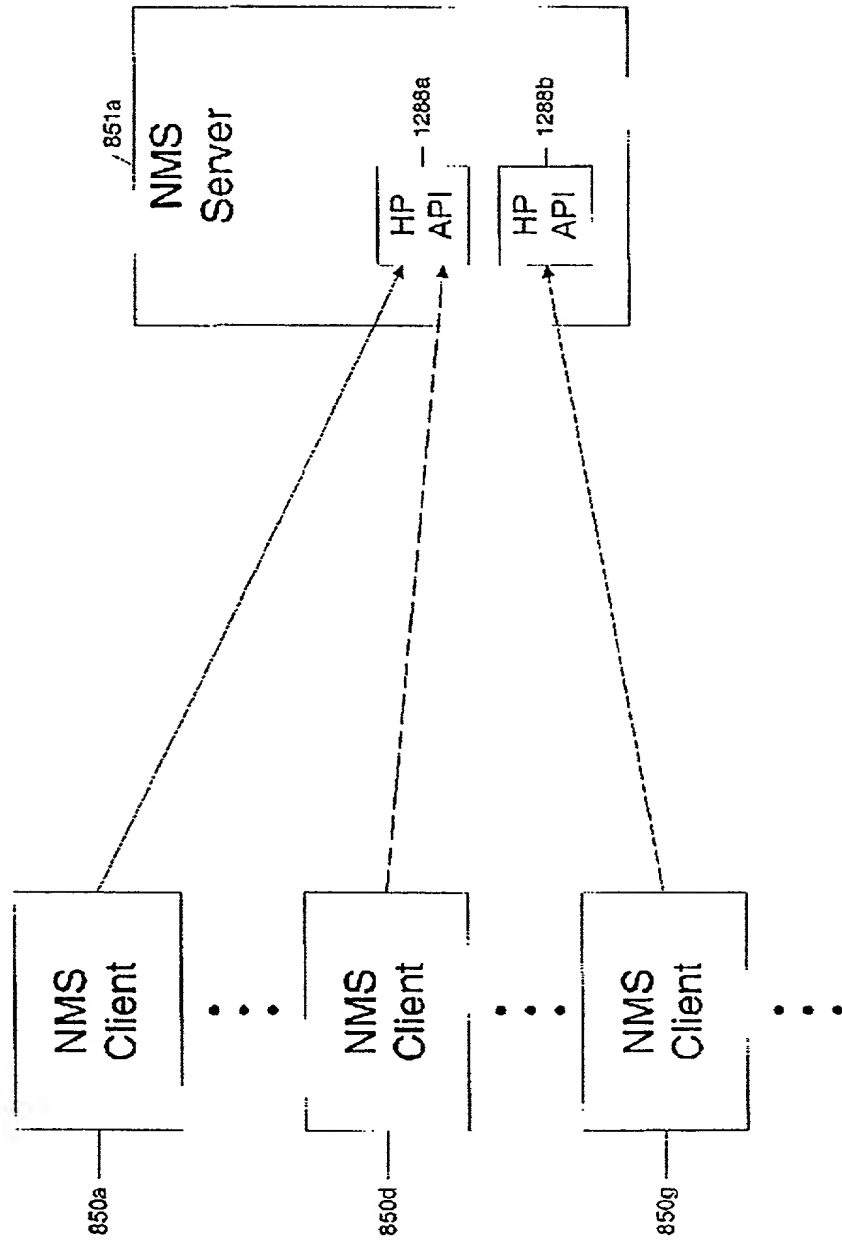 851a
NMS
Server
HP
API
1288a
HP
API
1288b
NMS
Client
850a
NMS
Client
850d
NMS
Client
850g